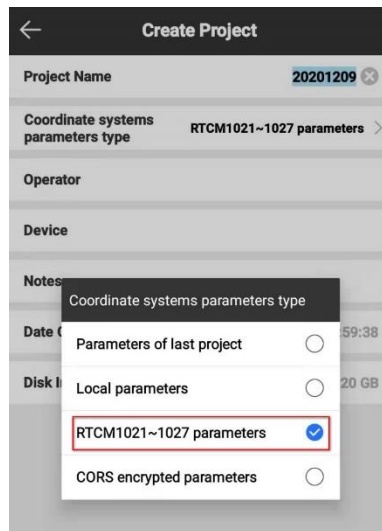 Create Project
Project Name 20201209
Coordinate systems
parameters type RTCM1021~1027 parameters
Operator
Device
Notes
Coordinate systems parameters type
Date :59:38
Parameters of last project
Disk 20 GB
Local parameters
RTCM1021~1027 parameters
CORS encrypted parameters